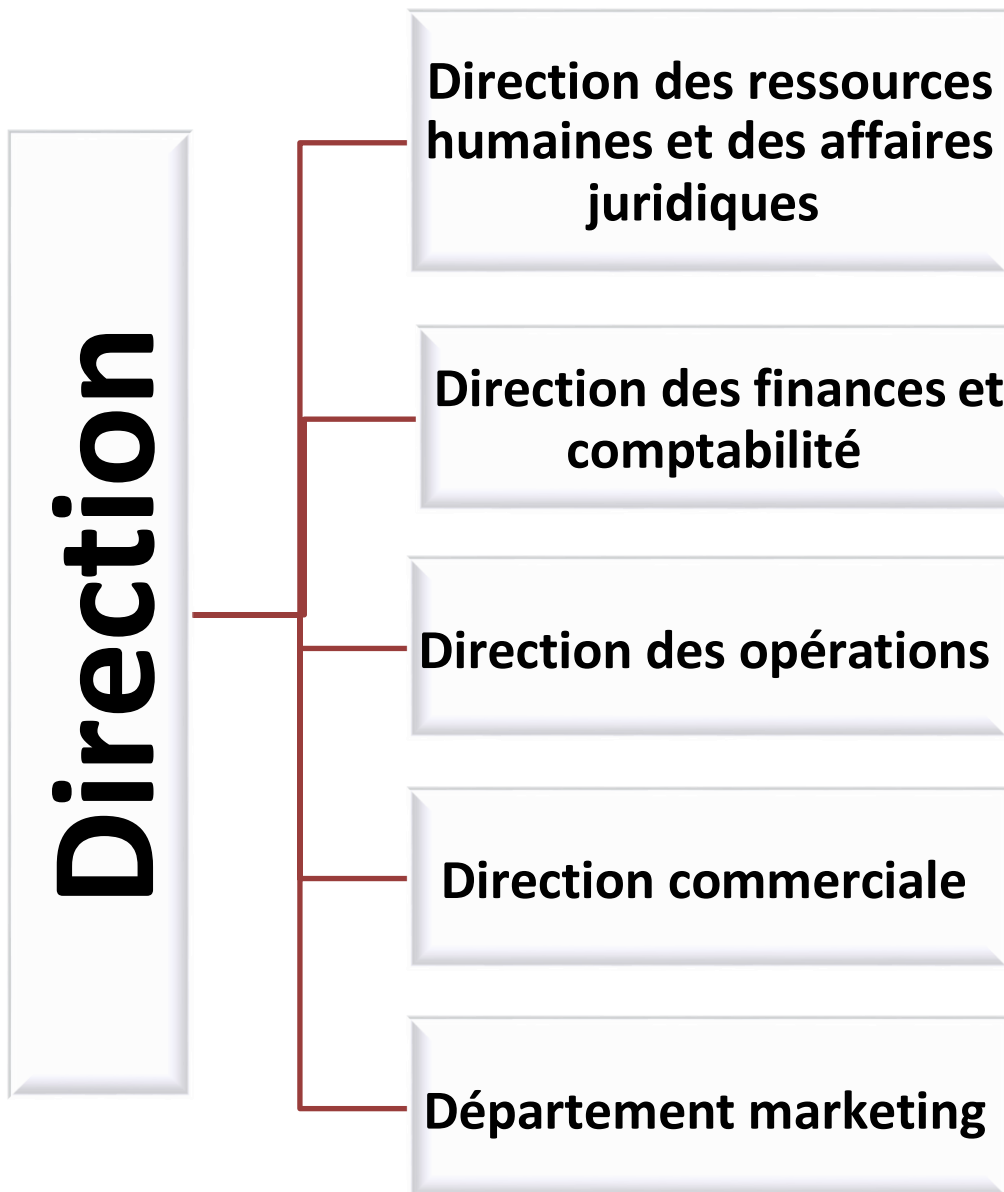 Direction
Direction des ressources
humaines et des affaires
juridiques
Direction des finances et
comptabilité
Direction des opérations
Direction commerciale
Département marketing